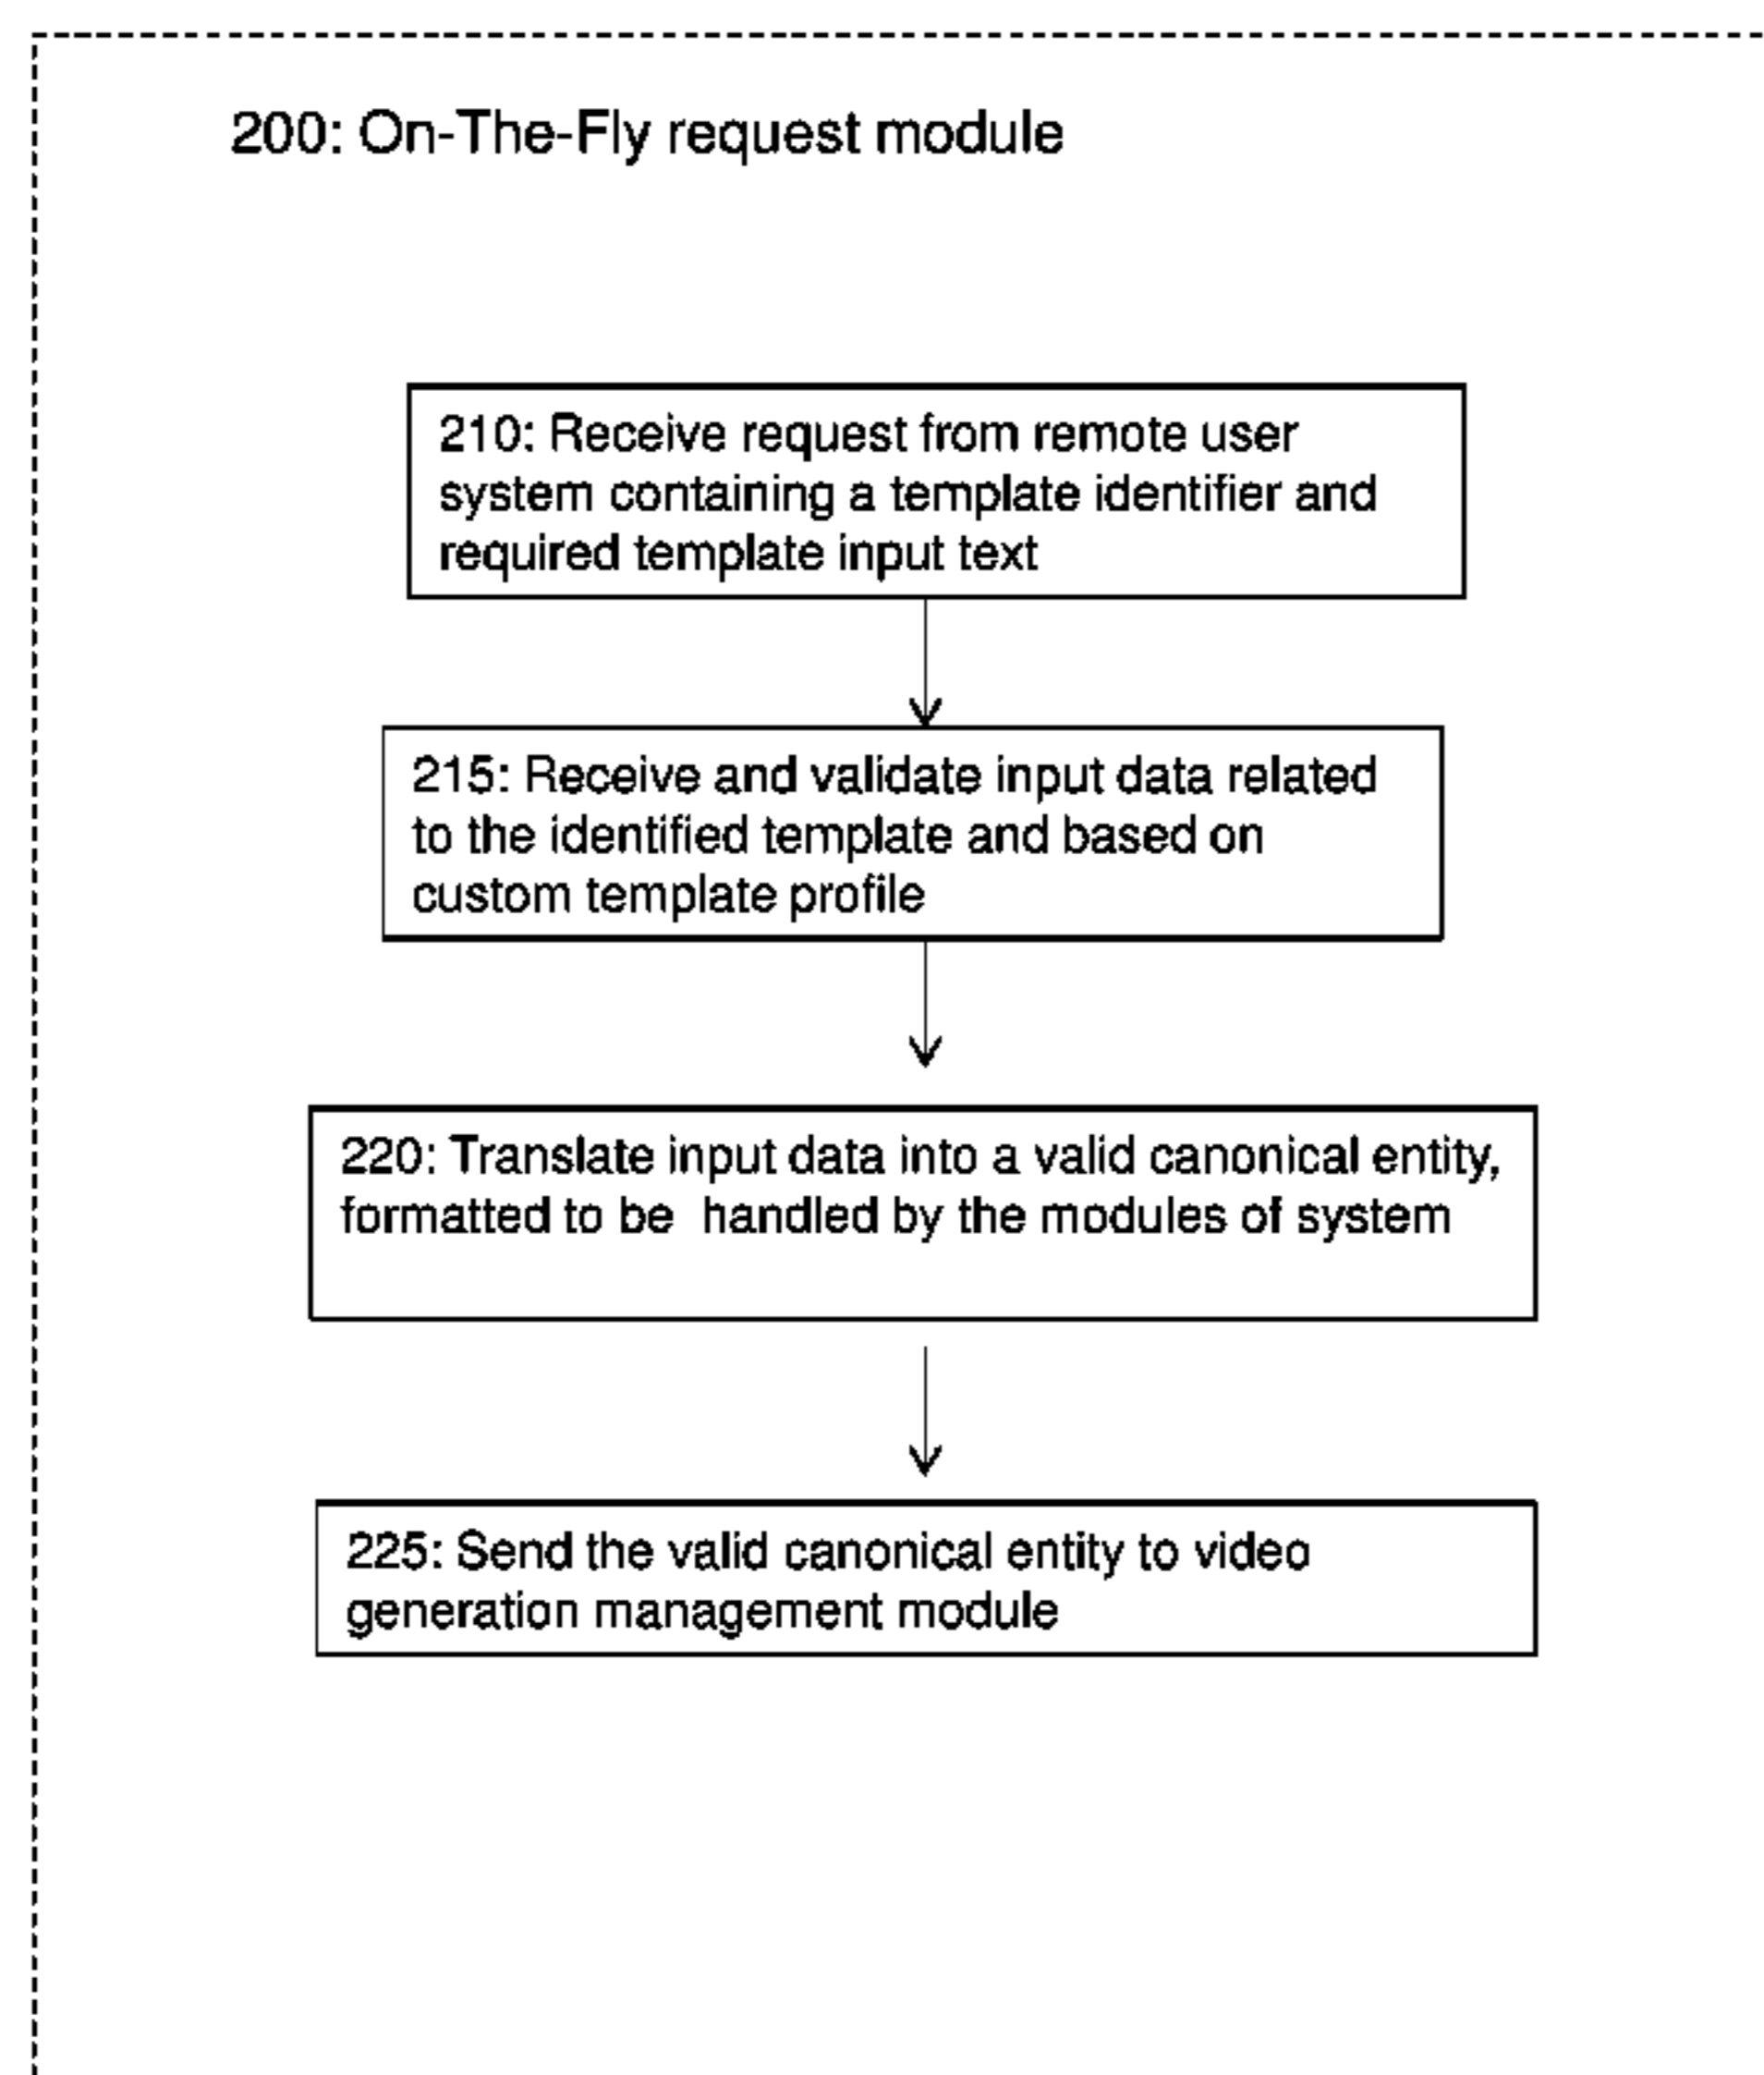 200: On-The-Fly request module
210: Receive request from remote user
system containing a template identifier and
required template input text
215: Receive and validate input data related
to the identified template and based on
custom template profile
220: Translate input data into a valid canonical entity,
formatted to be  handled by the modules of system
225: Send the valid canonical entity to video
generation management module